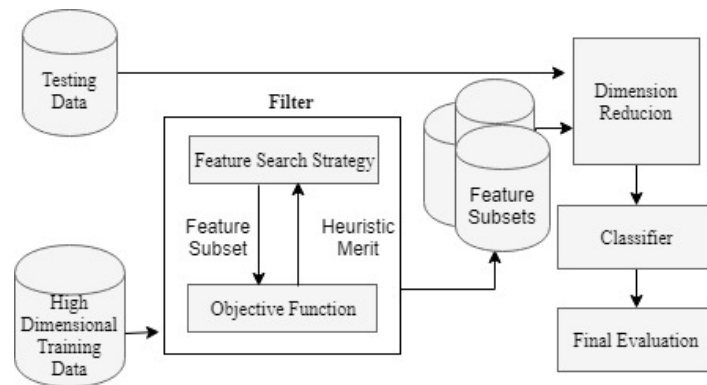 Testing
Data
Filter
Feature Search Strategy
Feature
Subset
Heuristic
Merit
Objective Function
High
Dimensional
Training
Data
Feature
Subsets
Dimension
Reducion
Classifier
Final Evaluation